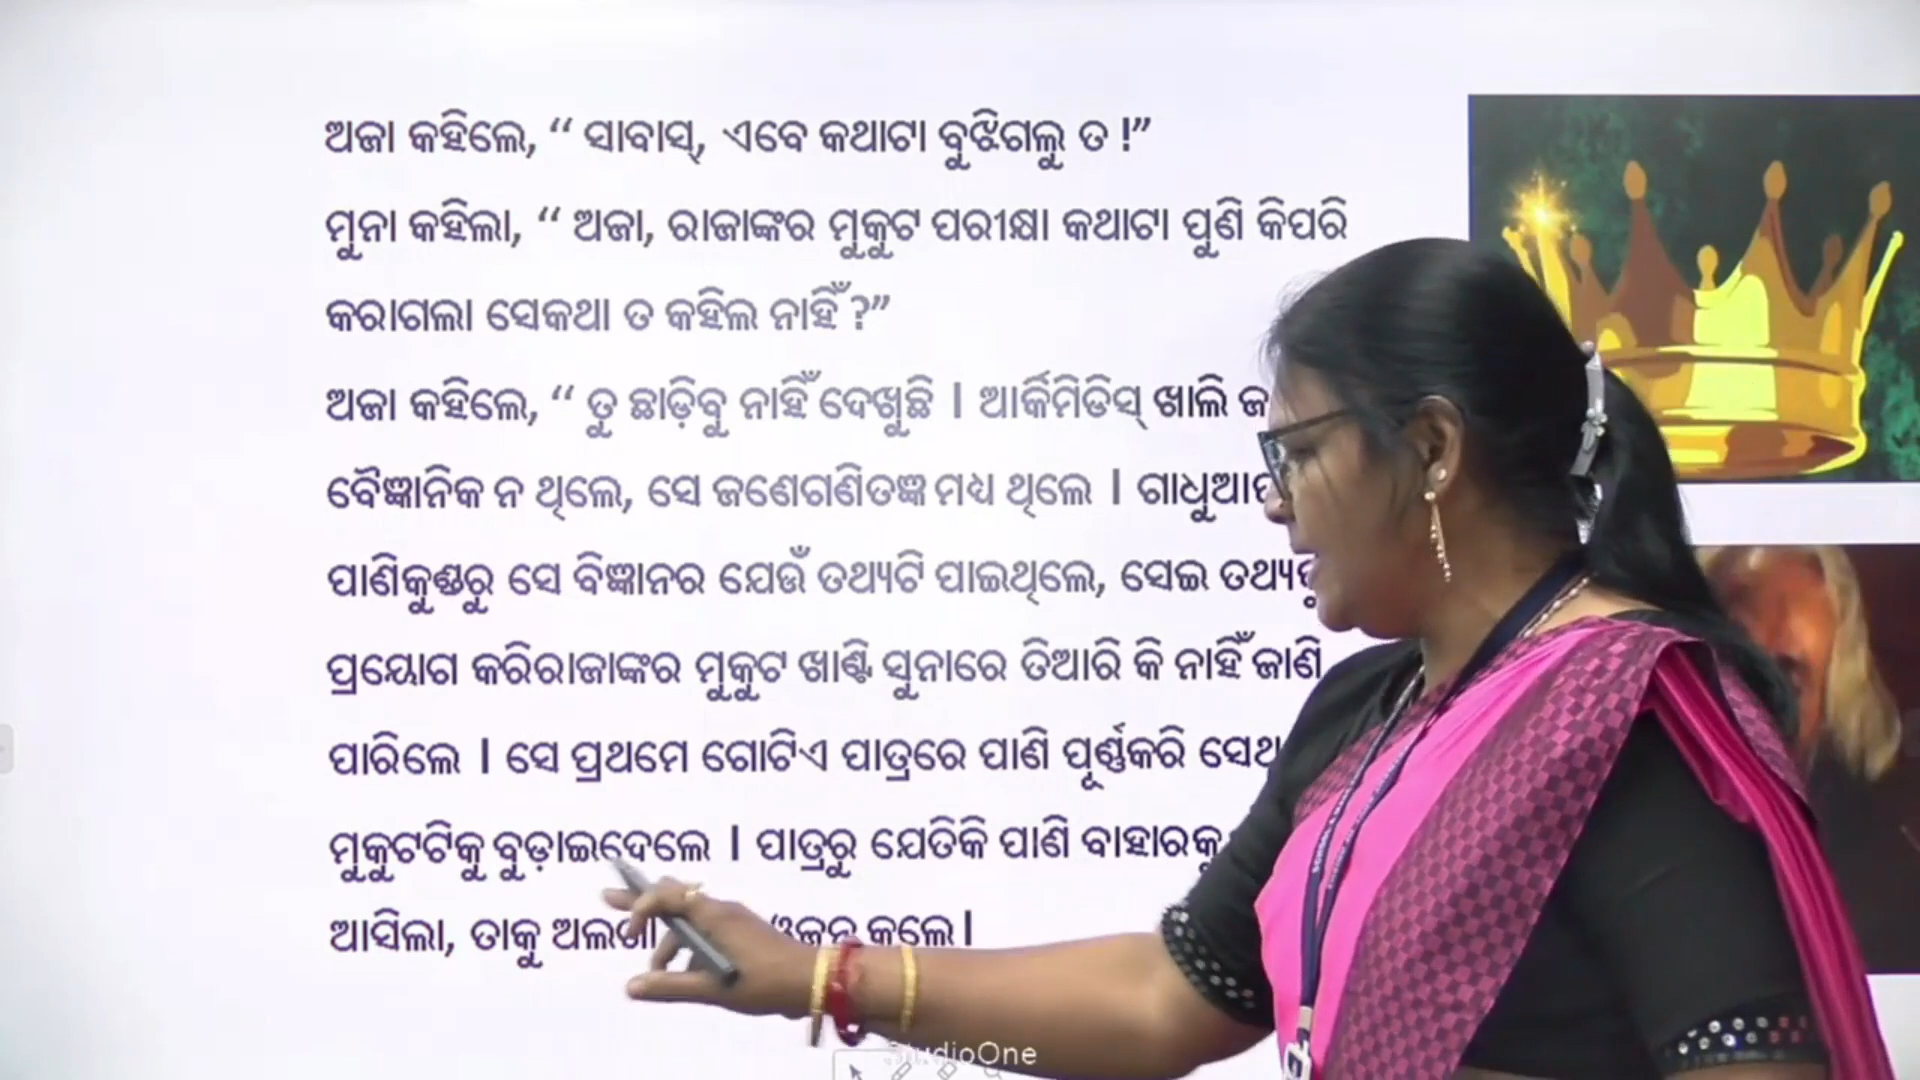 ଅଜା କହିଲେ, “ ସାବାସ୍, ଏବେ କଥାଟା ବୁଝିଗଲୁ ତ !”
ମୁନା କହିଲା, “ ଅଜା, ରାଜାଙ୍କର ମୁକୁଟ ପରୀକ୍ଷା କଥାଟା ପୁଣି କିପରି
କରାଗଲା ସେକଥା ତ କହିଲ ନାହିଁ ?”
ଅଜା କହିଲେ, “ ତୁ ଛାଡ଼ିବୁ ନାହିଁ ଦେଖୁଛି । ଆର୍କିମିଡିସ୍ ଖାଲି
ବୈଜ୍ଞାନିକ ନ ଥିଲେ, ସେ ଜଣେଗଣିତଜ୍ଞ ମଧ୍ୟ ଥିଲେ ।
ପାଣିକୁଣ୍ଡରୁ ସେ ବିଜ୍ଞାନର ଯେଉଁ ତଥ୍ୟଟି ପାଇଥିଲେ, ସେଇ
ପ୍ରୟୋଗ କରିରାଜାଙ୍କର ମୁକୁଟ ଖାଣ୍ଟି ସୁନାରେ ତିଆରି କି ନାହିଁ ଜାଣି
ପାରିଲେ । ସେ ପ୍ରଥମେ ଗୋଟିଏ ପାତ୍ରରେ ପାଣି ପୂର୍ଣ୍ଣକରି
ମୁକୁଟଟିକୁ ବୁଡ଼ାଇଦେଲେ । ପାତ୍ରରୁ ଯେତିକି ପାଣି ବାହାରକୁ
ଆସିଲା, ତାକୁ ଓଜନ କଲେ ।
StudioOne